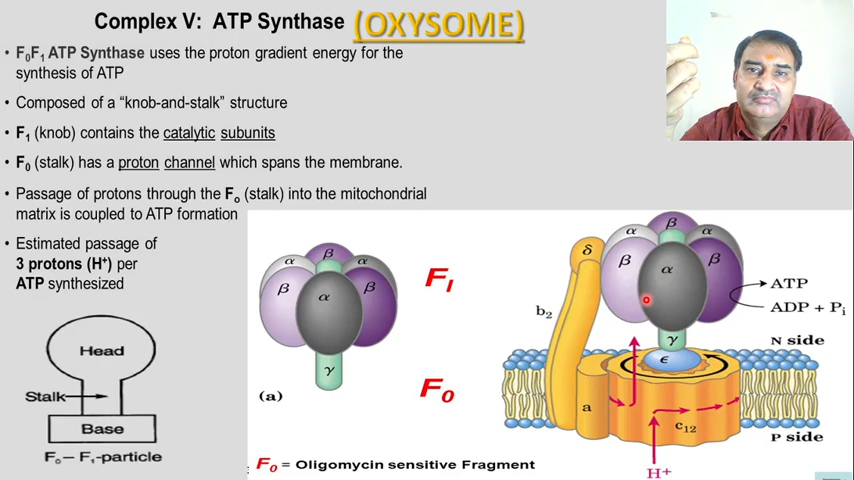 Complex V: ATP Synthase (OXYSOME)
• F₀F₁ ATP Synthase uses the proton gradient energy for the
synthesis of ATP
• Composed of a “knob-and-stalk” structure
• F₁ (knob) contains the catalytic subunits
• F₀ (stalk) has a proton channel which spans the membrane.
• Passage of protons through the Fₒ (stalk) into the mitochondrial
matrix is coupled to ATP formation
• Estimated passage of
3 protons (H⁺) per
ATP synthesized
Head
Stalk
Base
F₀ – F₁-particle
β
α
α
β
β
α
γ
(a)
F₁
F₀
: F₀ = Oligomycin sensitive Fragment
β
α
α
δ
β
β
α
ATP
ADP + Pᵢ
b₂
γ
N side
ε
a
c₁₂
P side
H⁺